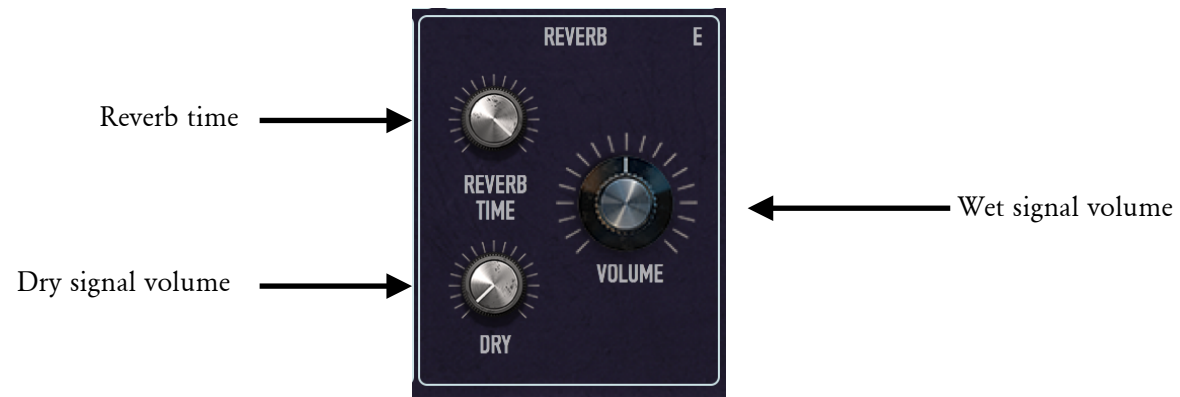 REVERB E
Reverb time
REVERB
TIME
Wet signal volume
VOLUME
Dry signal volume
DRY